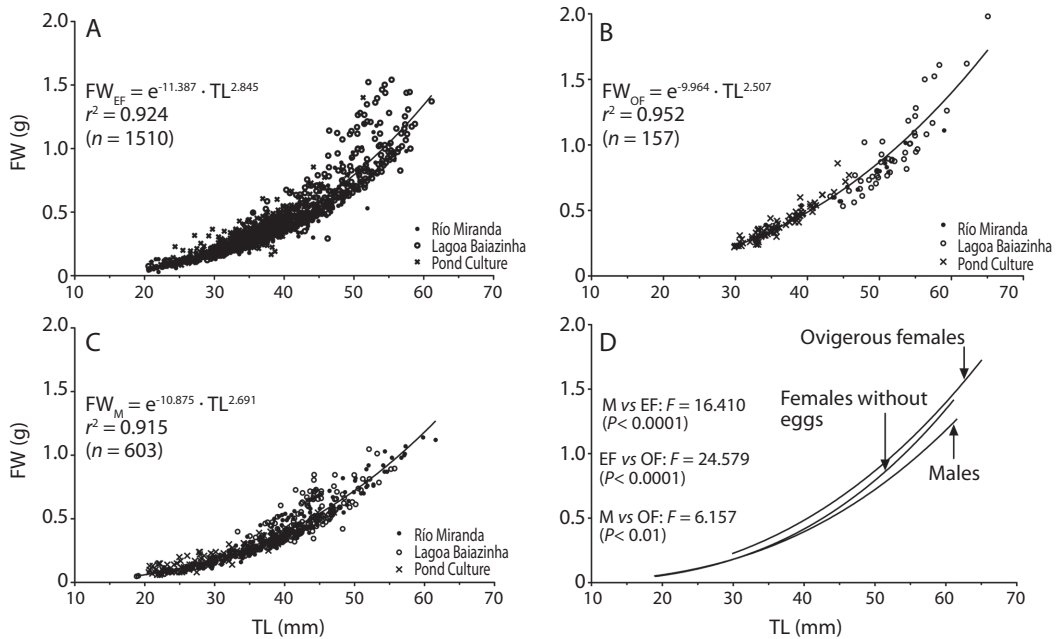 A
FW (g)
2.0
1.5
1.0
0.5
0
FW_EF = e^-11.387 · TL^2.845
r² = 0.924
(n = 1510)
Río Miranda
Lagoa Baiazinha
Pond Culture
10 20 30 40 50 60 70
B
2.0
1.5
1.0
0.5
0
FW_OF = e^-9.964 · TL^2.507
r² = 0.952
(n = 157)
Río Miranda
Lagoa Baiazinha
Pond Culture
10 20 30 40 50 60 70
C
FW (g)
2.0
1.5
1.0
0.5
0
FW_M = e^-10.875 · TL^2.691
r² = 0.915
(n = 603)
Río Miranda
Lagoa Baiazinha
Pond Culture
10 20 30 40 50 60 70
TL (mm)
D
2.0
1.5
1.0
0.5
0
Ovigerous females
Females without
eggs
Males
M vs EF: F = 16.410
(P< 0.0001)
EF vs OF: F = 24.579
(P< 0.0001)
M vs OF: F = 6.157
(P< 0.01)
10 20 30 40 50 60 70
TL (mm)